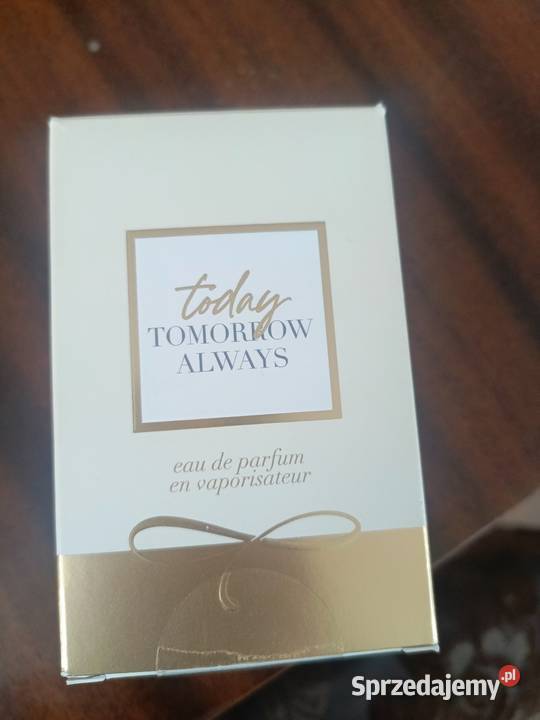 today
TOMORROW
ALWAYS
eau de parfum
en vaporisateur
Sprzedajemy.pl